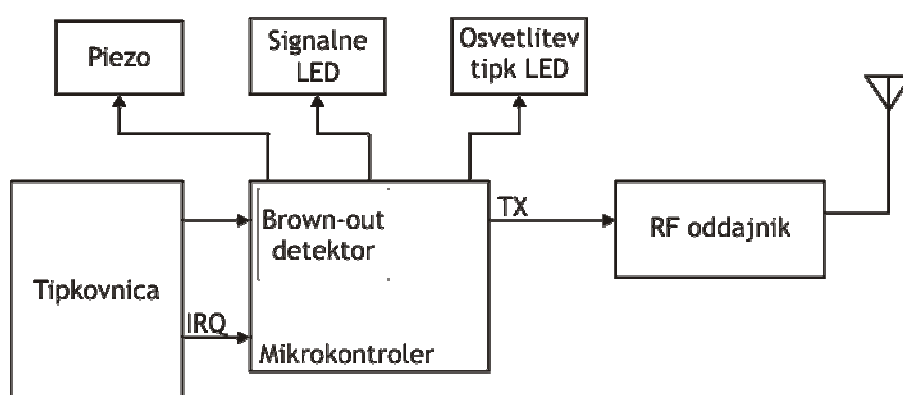 Piezo
Signalne
LED
Osvetlitev
tipk LED
Brown-out
detektor
TX
RF oddajnik
Tipkovnica
IRQ
Mikrokontroler